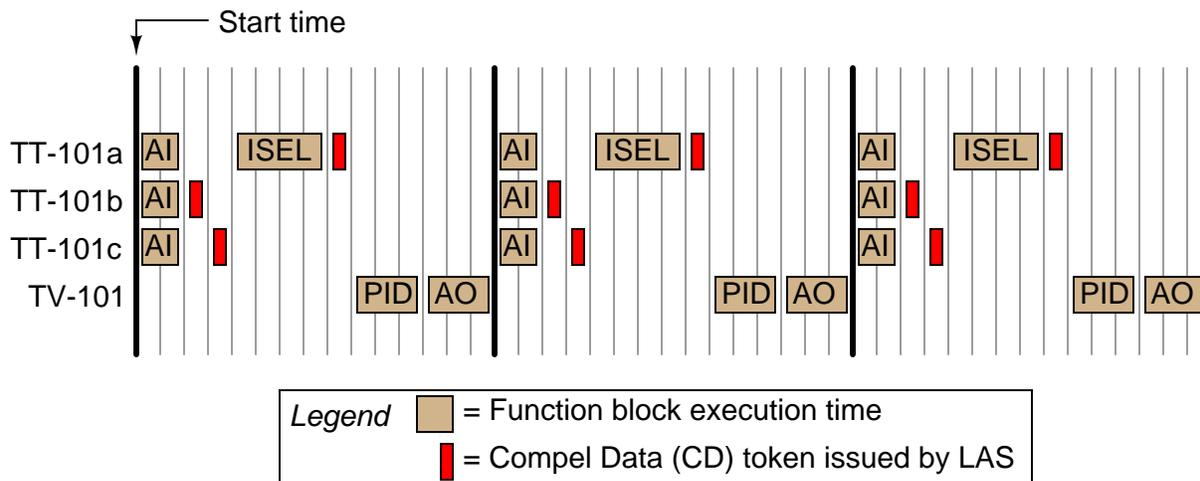 Start time
TT-101a AI ISEL AI ISEL AI ISEL
TT-101b AI AI AI
TT-101c AI AI AI
TV-101 PID AO PID AO PID AO
Legend = Function block execution time
= Compel Data (CD) token issued by LAS